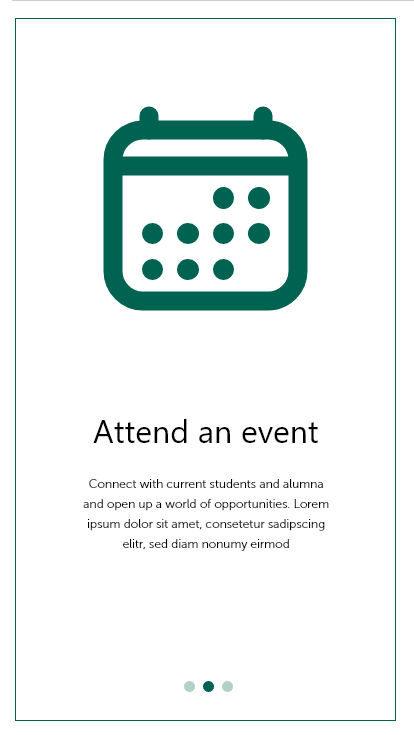 Attend an event
Connect with current students and alumna
and open up a world of opportunities. Lorem
ipsum dolor sit amet, consetetur sadipscing
elitr, sed diam nonumy eirmod